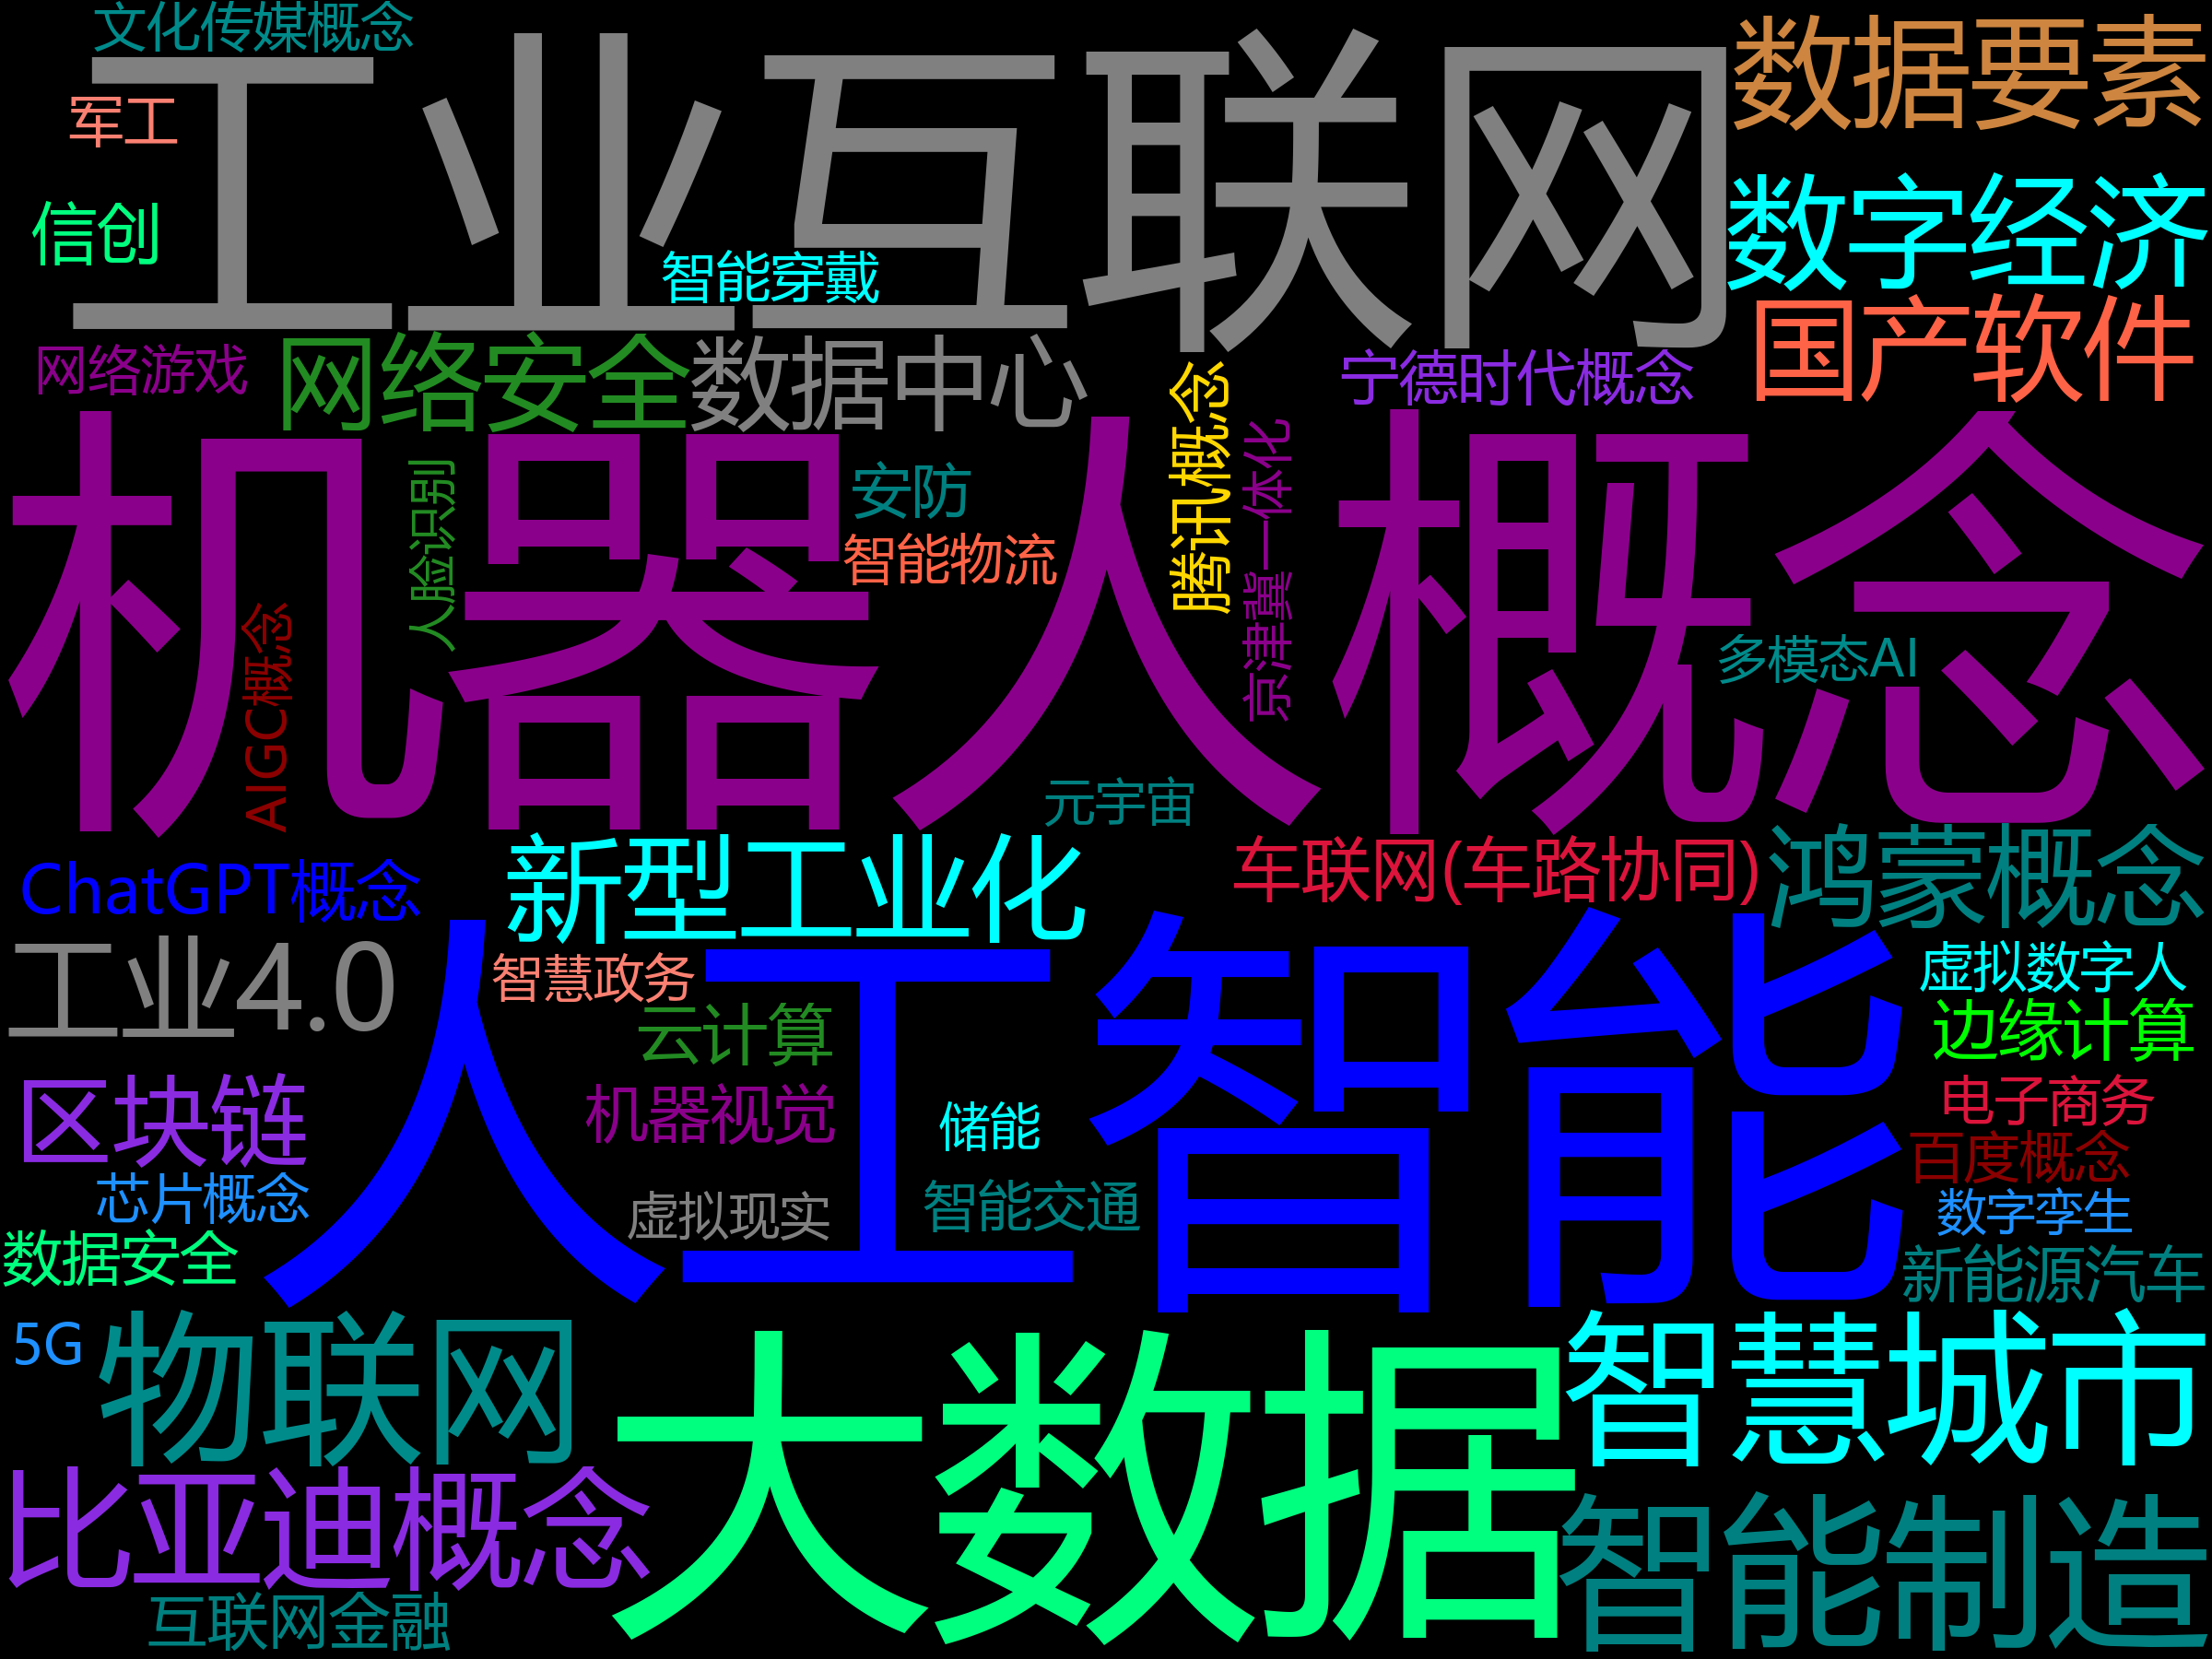 文化传媒概念
工业互联网
数据要素
军工
信创
智能穿戴
数字经济
国产软件
网络游戏
网络安全
数据中心
宁德时代概念
腾讯概念
京津冀一体化
机器人概念
人脸识别
安防
智能物流
AIGC概念
多模态AI
元宇宙
ChatGPT概念
新型工业化
车联网(车路协同)
鸿蒙概念
工业4.0
智慧政务
云计算
人工智能
虚拟数字人
边缘计算
区块链
机器视觉
储能
电子商务
百度概念
芯片概念
虚拟现实
智能交通
数字孪生
数据安全
新能源汽车
5G
物联网
大数据
智慧城市
比亚迪概念
智能制造
互联网金融